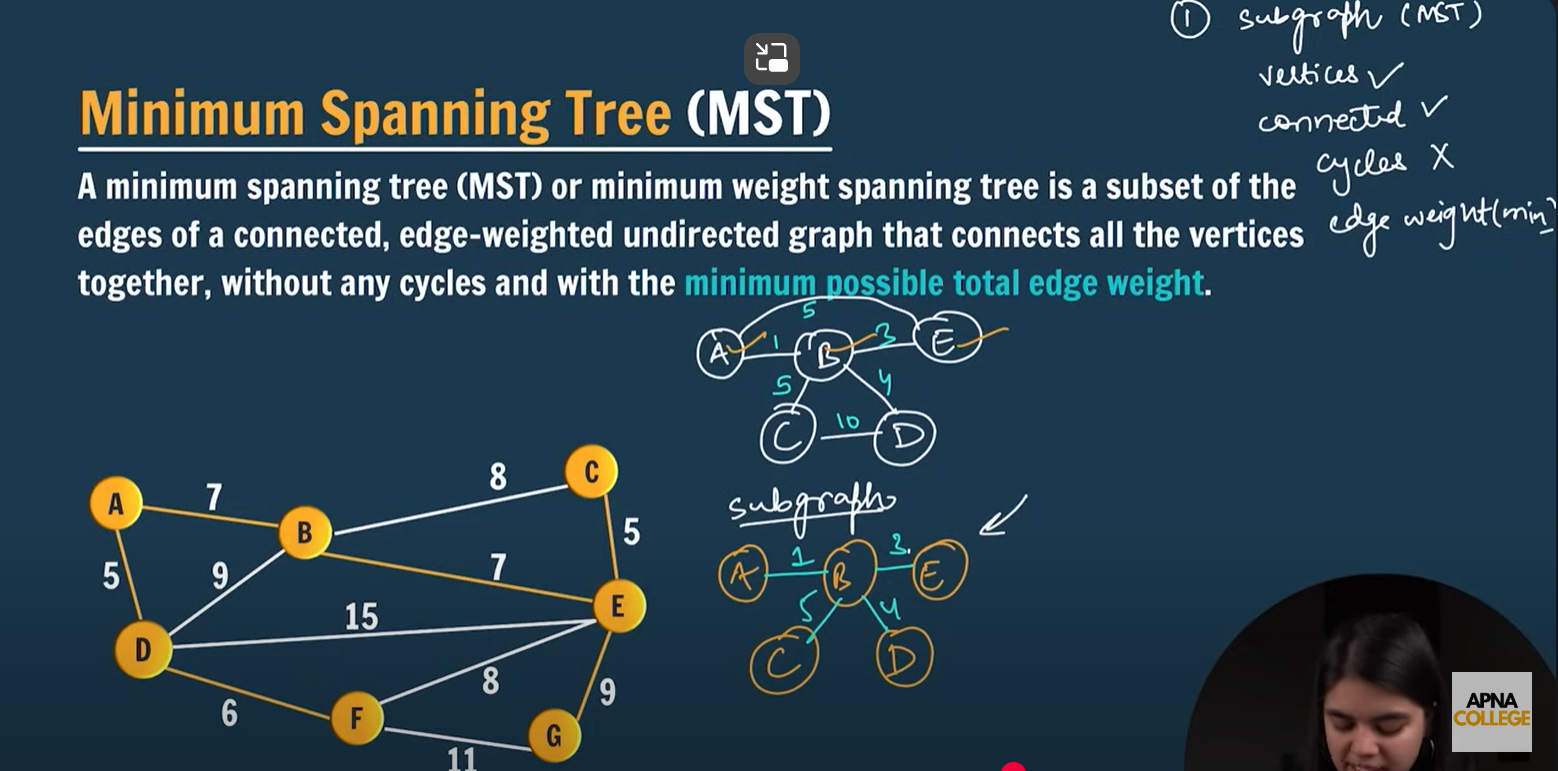 ① subgraph (MST)
vertices ✓
connected ✓
cycles X
edge weight(min)
Minimum Spanning Tree (MST)
A minimum spanning tree (MST) or minimum weight spanning tree is a subset of the
edges of a connected, edge-weighted undirected graph that connects all the vertices
together, without any cycles and with the minimum possible total edge weight.
5
A 1 B 3 E
5 4
C 10 D
subgraph
A 1 B 3 E
5 4
C D
8 C
A 7 B
5
5 9 7
15 E
D
8 9
6 F G
11
APNA
COLLEGE